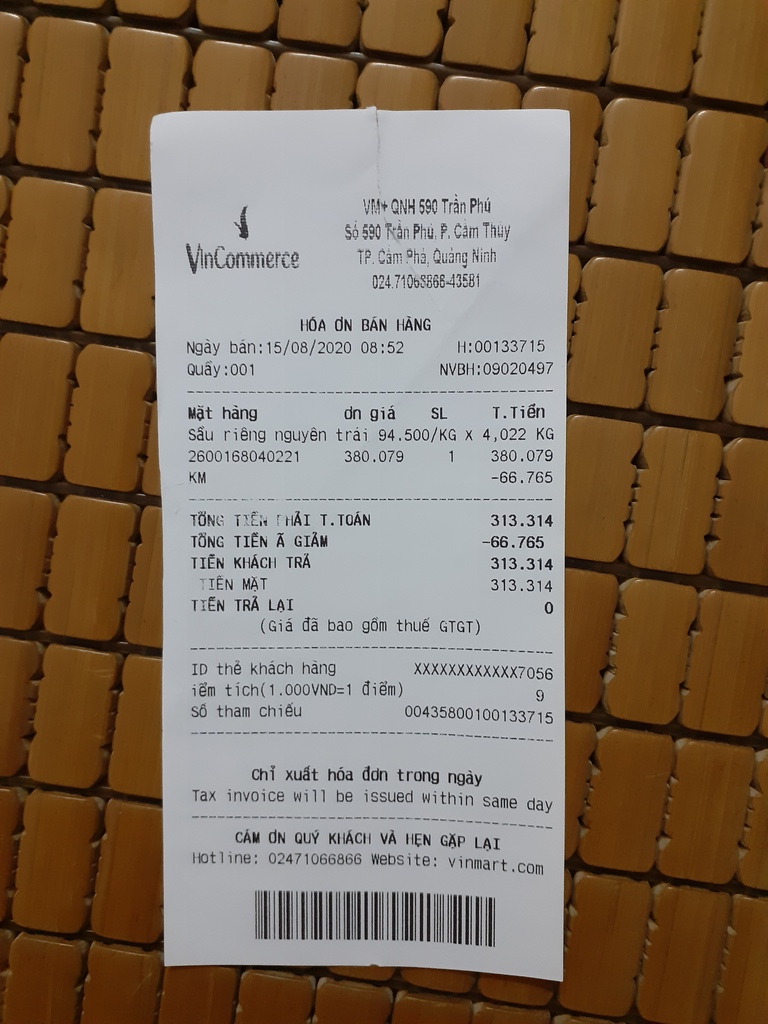 VinCommerce
VM+ QNH 590 Trần Phú
Số 590 Trần Phú, P. Cẩm Thủy
TP. Cẩm Phả, Quảng Ninh
024.71066866-43581
HÓA ƠN BÁN HÀNG
Ngày bán:15/08/2020 08:52 H:00133715
Quầy:001 NVBH:09020497
Mặt hàng ơn giá SL T.Tiền
Sầu riêng nguyên trái 94.500/KG x 4,022 KG
2600168040221 380.079 1 380.079
KM -66.765
TỔNG TIỀN PHẢI T.TOÁN 313.314
TỔNG TIỀN Ã GIẢM -66.765
TIỀN KHÁCH TRẢ 313.314
TIỀN MẶT 313.314
TIỀN TRẢ LẠI 0
(Giá đã bao gồm thuế GTGT)
ID thẻ khách hàng XXXXXXXXXXXX7056
iểm tích(1.000VND=1 điểm) 9
Số tham chiếu 00435800100133715
Chỉ xuất hóa đơn trong ngày
Tax invoice will be issued within same day
CẢM ƠN QUÝ KHÁCH VÀ HẸN GẶP LẠI
Hotline: 02471066866 Website: vinmart.com